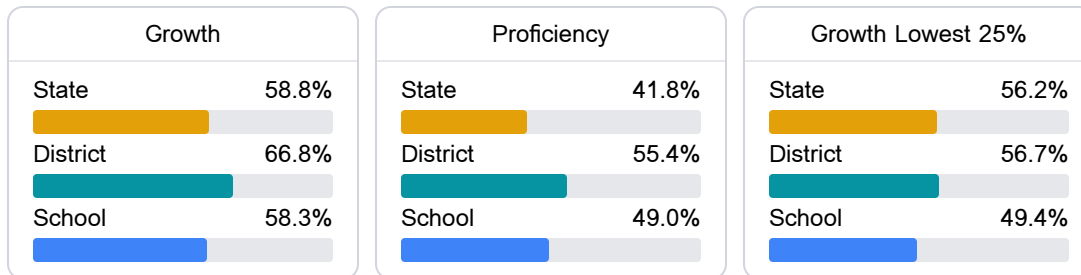 Growth
State 58.8%
District 66.8%
School 58.3%
Proficiency
State 41.8%
District 55.4%
School 49.0%
Growth Lowest 25%
State 56.2%
District 56.7%
School 49.4%